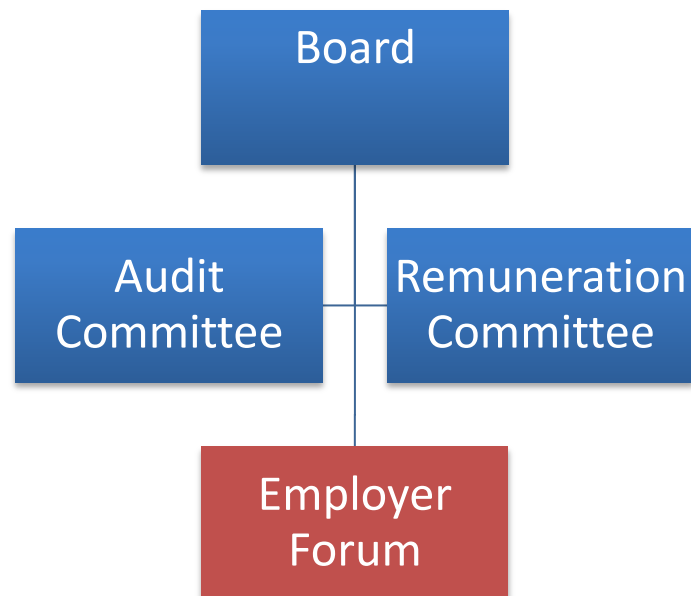 Board
Audit
Committee
Remuneration
Committee
Employer
Forum